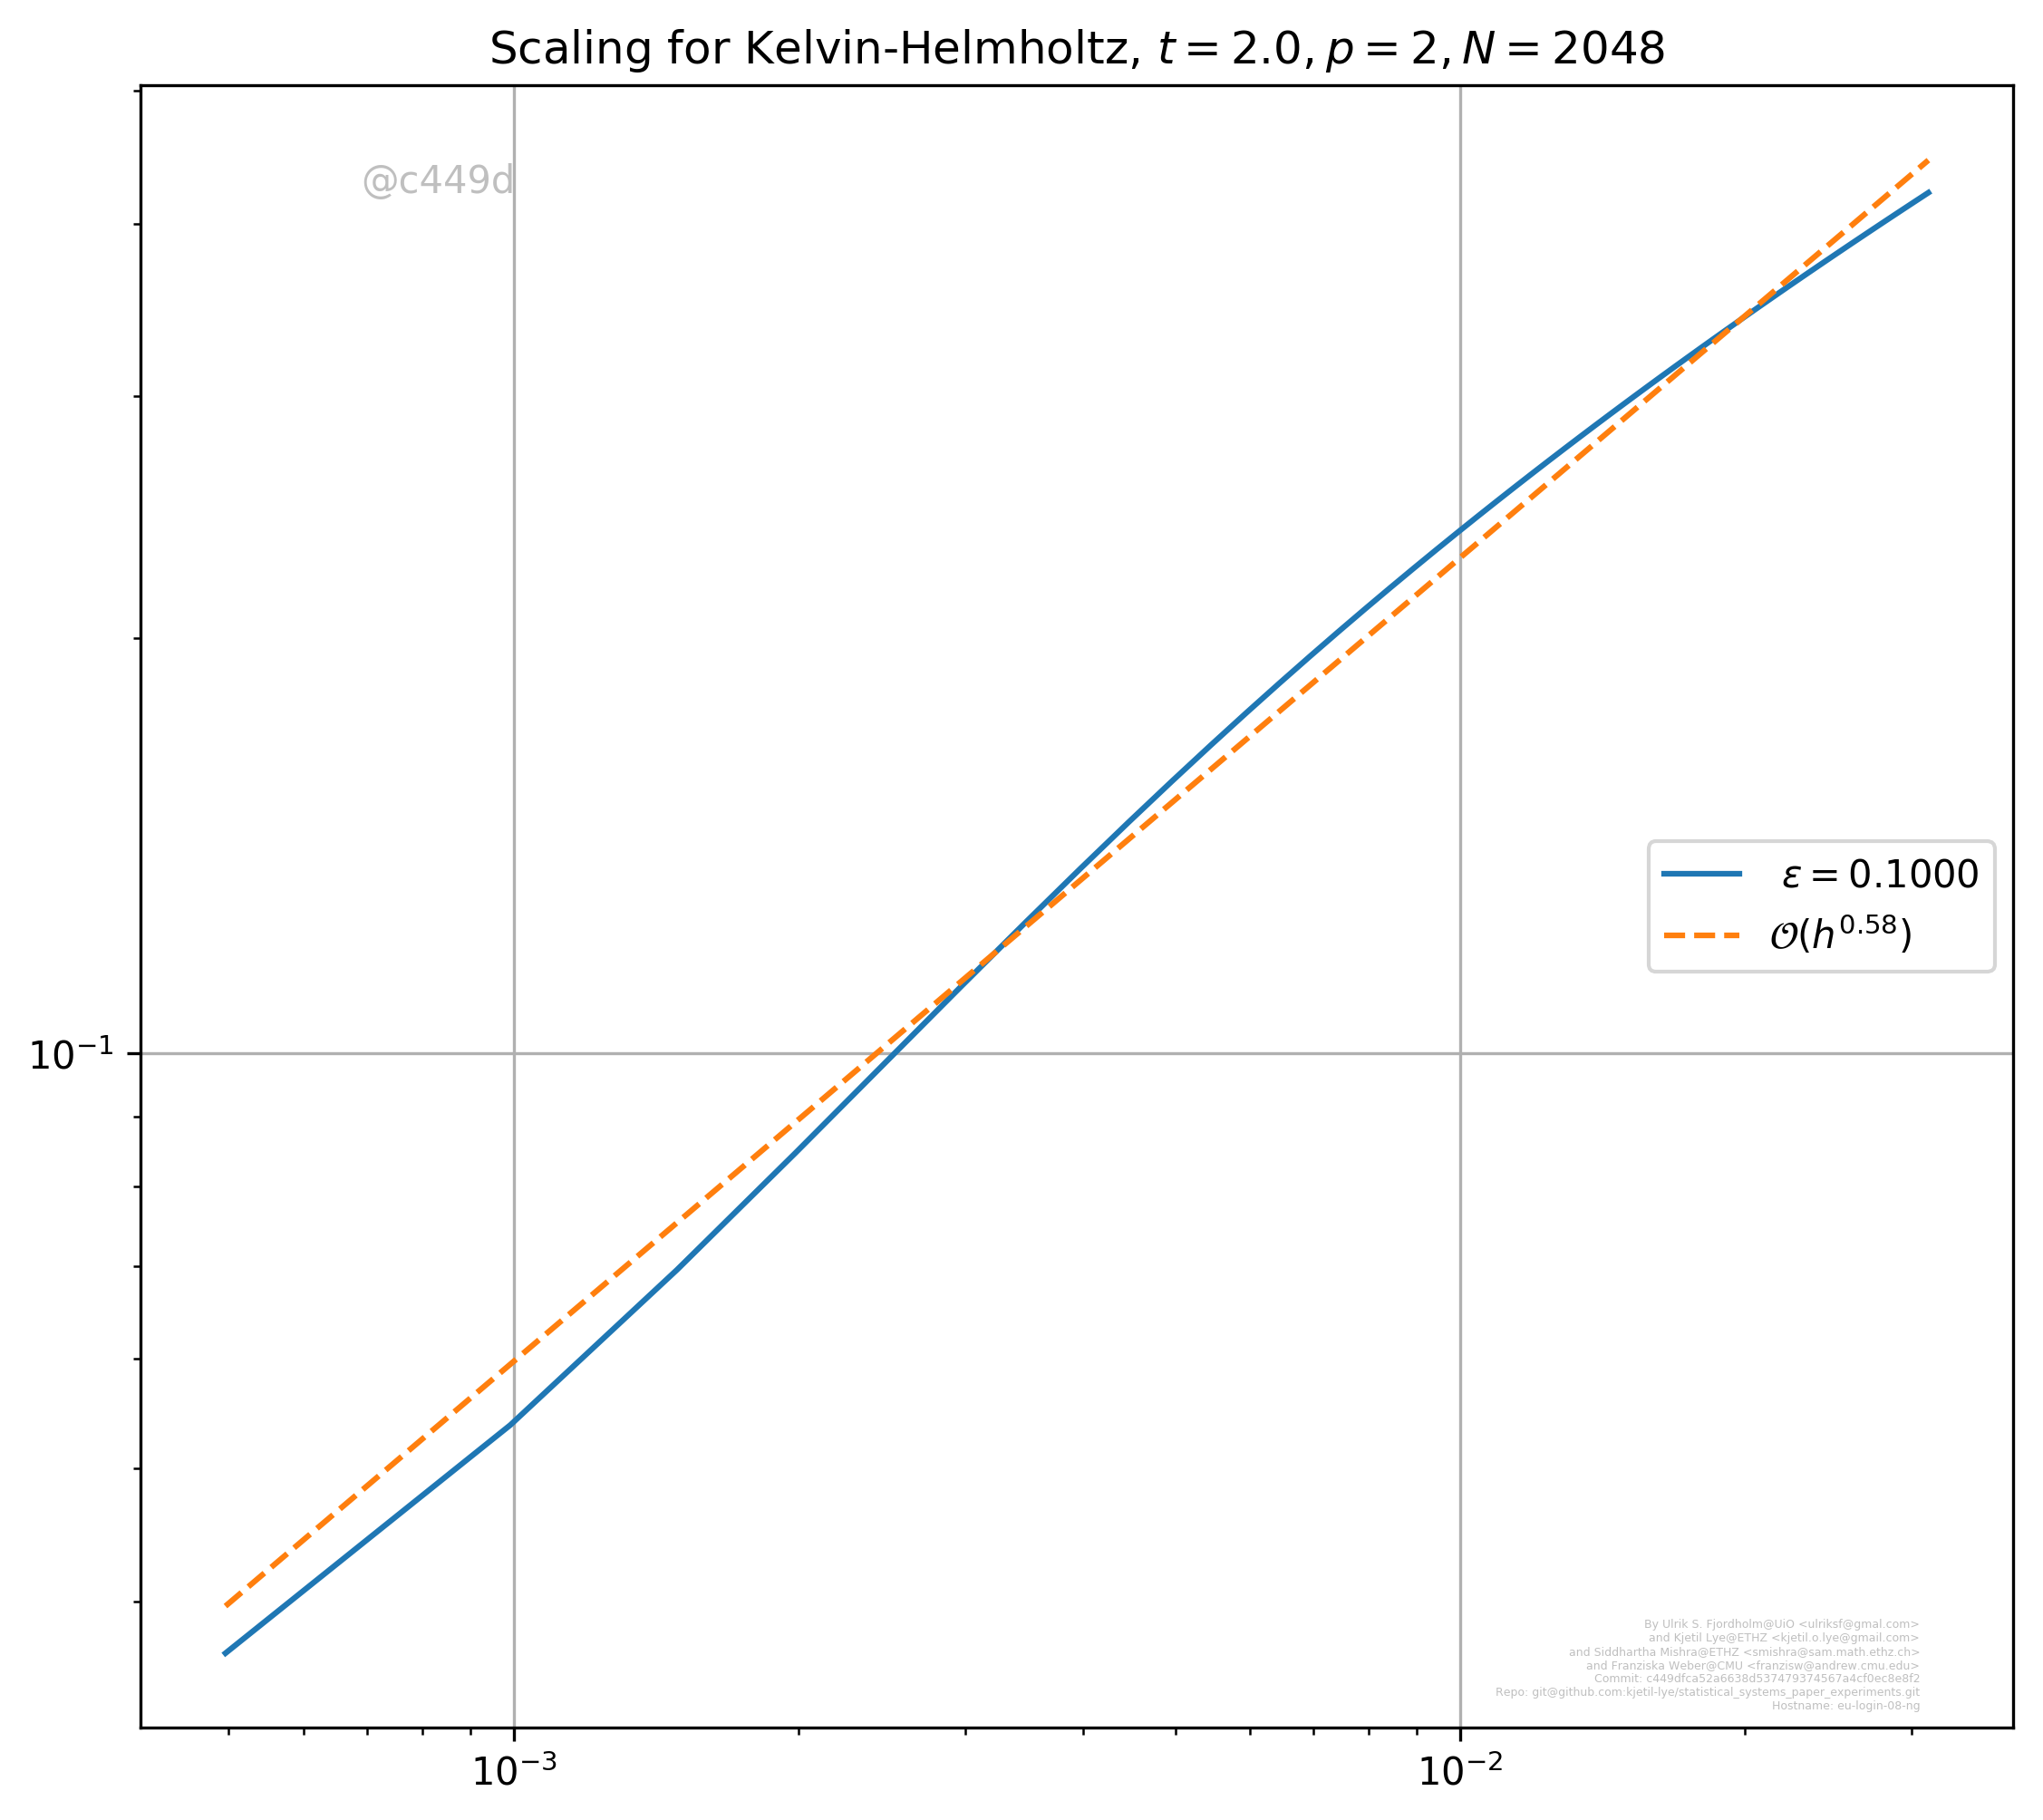 Scaling for Kelvin-Helmholtz, $t = 2.0, p = 2, N = 2048$
@c449d
$\varepsilon = 0.1000$
$\mathcal{O}(h^{0.58})$
$10^{-1}$
By Ulrik S. Fjordholm@UiO <ulriksf@gmal.com>
and Kjetil Lye@ETHZ <kjetil.o.lye@gmail.com>
and Siddhartha Mishra@ETHZ <smishra@sam.math.ethz.ch>
and Franziska Weber@CMU <franzisw@andrew.cmu.edu>
Commit: c449dfca52a6638d537479374567a4cf0ec8e8f2
Repo: git@github.com:kjetil-lye/statistical_systems_paper_experiments.git
Hostname: eu-login-08-ng
$10^{-3}$
$10^{-2}$